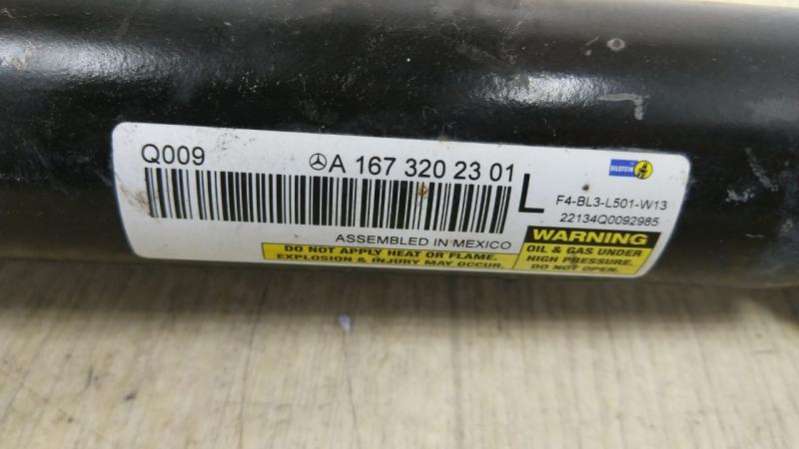 Q009
A 167 320 23 01
L
BILSTEIN
F4-BL3-L501-W13
22134Q0092985
ASSEMBLED IN MEXICO
DO NOT APPLY HEAT OR FLAME.
EXPLOSION & INJURY MAY OCCUR.
WARNING
OIL & GAS UNDER
HIGH PRESSURE.
DO NOT OPEN.